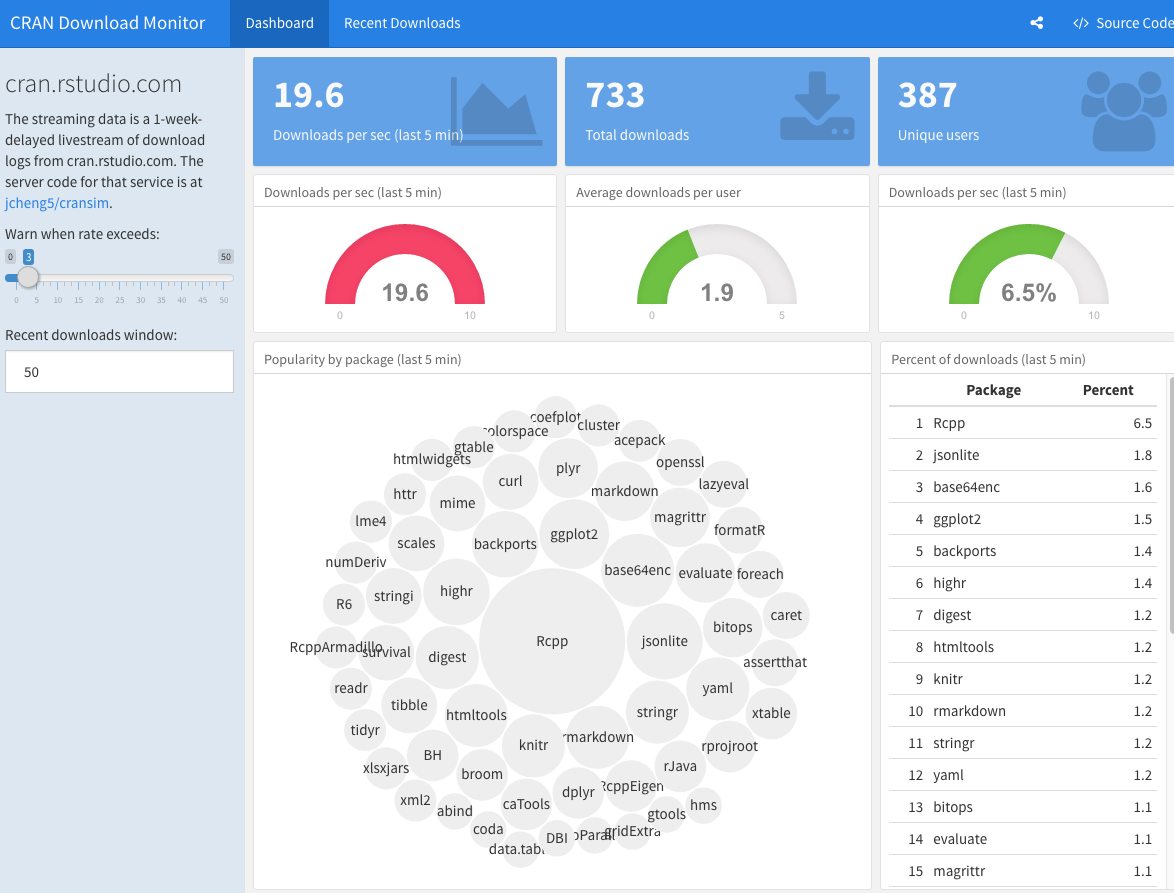 CRAN Download Monitor
Dashboard
Recent Downloads
Source Code
cran.rstudio.com
The streaming data is a 1-week-
delayed livestream of download
logs from cran.rstudio.com. The
server code for that service is at
jcheng5/cransim.
Warn when rate exceeds:
0 3 50
0 5 10 15 20 25 30 35 40 45 50
Recent downloads window:
50
19.6
Downloads per sec (last 5 min)
733
Total downloads
387
Unique users
Downloads per sec (last 5 min)
19.6
0 10
Average downloads per user
1.9
0 5
Downloads per sec (last 5 min)
6.5%
0 10
Popularity by package (last 5 min)
coefplot
colorspace
cluster
gtable
acepack
htmlwidgets
plyr
openssl
curl
lazyeval
httr
mime
markdown
lme4
magrittr
formatR
scales
backports
ggplot2
numDeriv
base64enc
evaluate
foreach
R6
stringi
highr
caret
bitops
RcppArmadillo
survival
digest
Rcpp
jsonlite
assertthat
readr
tibble
yaml
htmltools
stringr
xtable
tidyr
knitr
rmarkdown
rprojroot
BH
xlsxjars
broom
rJava
xml2
abind
caTools
dplyr
RcppEigen
hms
gtools
coda
DBI
oParall
gridExtra
data.tabl
Percent of downloads (last 5 min)
Package Percent
1 Rcpp 6.5
2 jsonlite 1.8
3 base64enc 1.6
4 ggplot2 1.5
5 backports 1.4
6 highr 1.4
7 digest 1.2
8 htmltools 1.2
9 knitr 1.2
10 rmarkdown 1.2
11 stringr 1.2
12 yaml 1.2
13 bitops 1.1
14 evaluate 1.1
15 magrittr 1.1